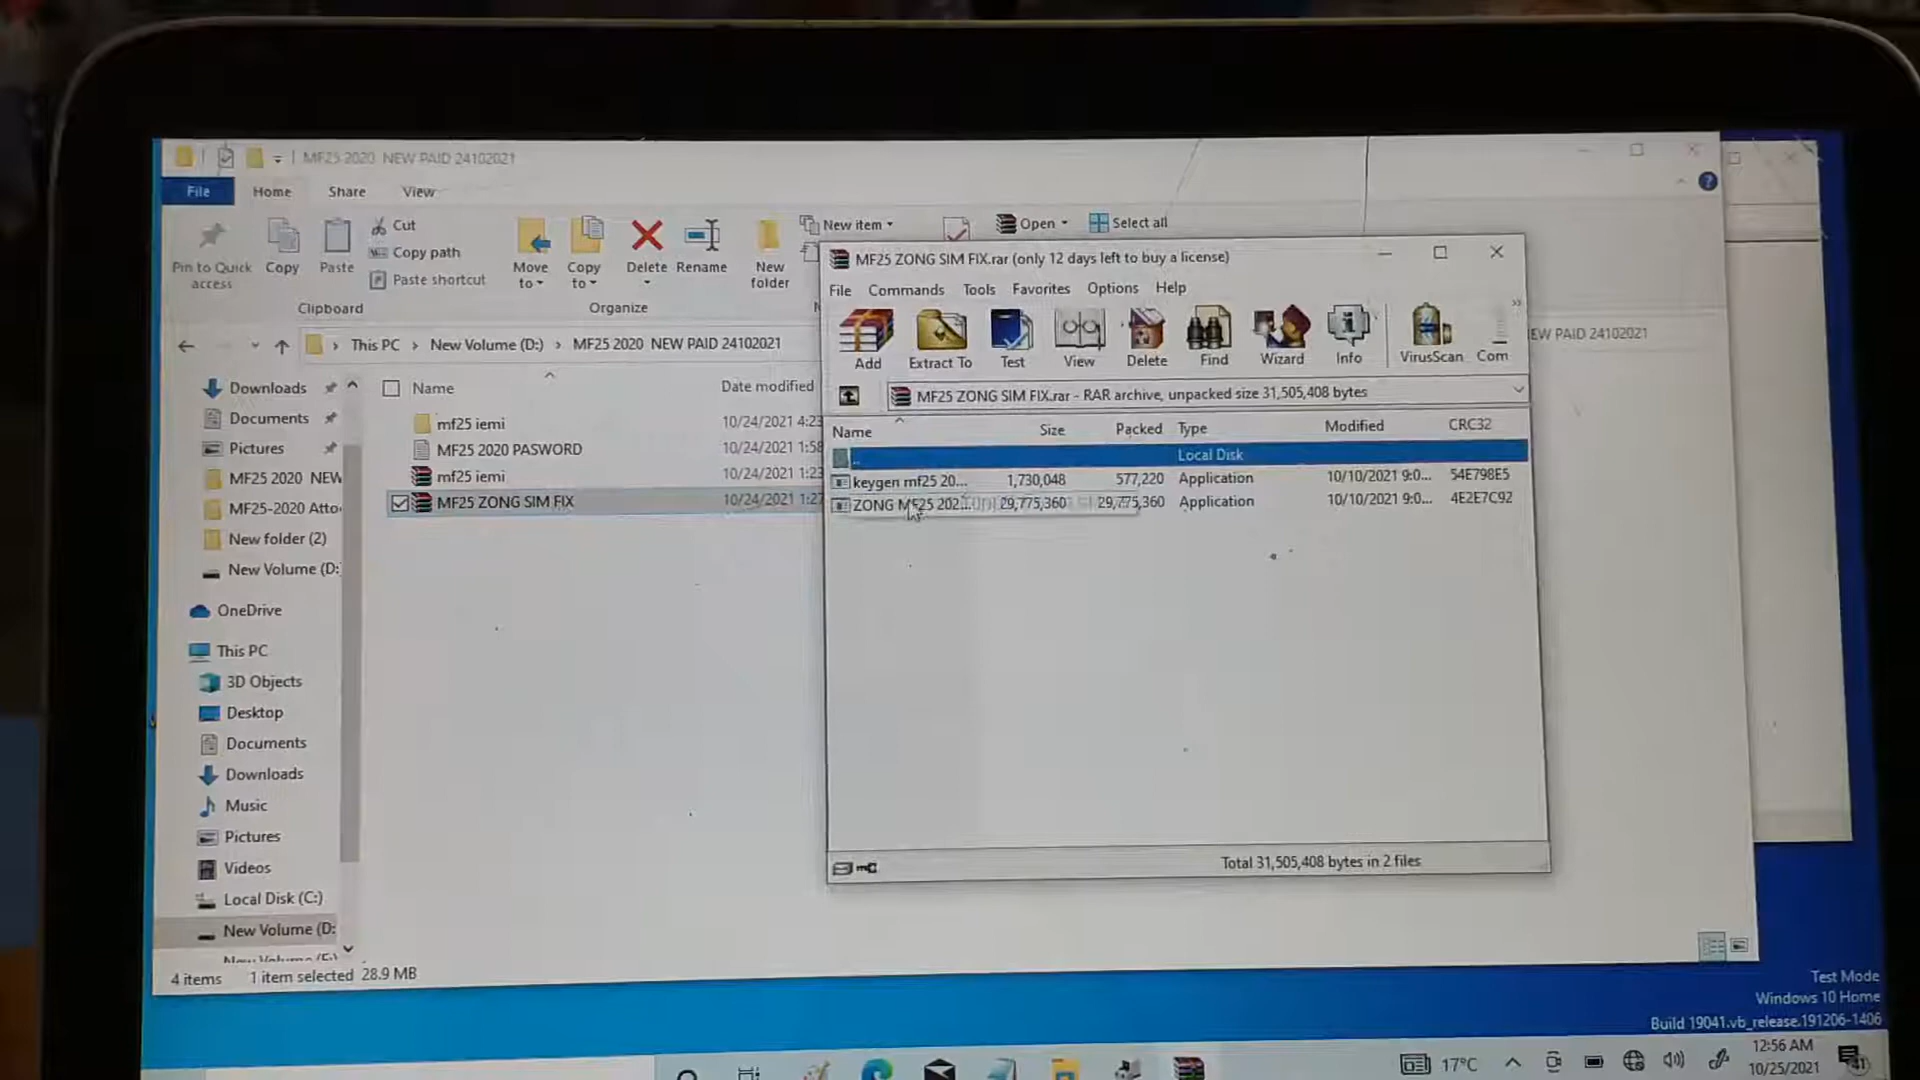 MF25 2020  NEW PAID 24102021
File
Home
Share
View
Pin to Quick access
Copy
Paste
Cut
Copy path
Paste shortcut
Clipboard
Move to
Copy to
Delete
Rename
Organize
New folder
New item
Open
Select all
This PC > New Volume (D:) > MF25 2020  NEW PAID 24102021
Name
Date modified
mf25 iemi
10/24/2021 4:23
MF25 2020 PASWORD
10/24/2021 1:58
mf25 iemi
10/24/2021 1:23
MF25 ZONG SIM FIX
10/24/2021 1:27
Downloads
Documents
Pictures
MF25 2020  NEW
MF25-2020 Atto
New folder (2)
New Volume (D:
OneDrive
This PC
3D Objects
Desktop
Documents
Downloads
Music
Pictures
Videos
Local Disk (C:)
New Volume (D:
4 items
1 item selected  28.9 MB
MF25 ZONG SIM FIX.rar (only 12 days left to buy a license)
File
Commands
Tools
Favorites
Options
Help
Add
Extract To
Test
View
Delete
Find
Wizard
Info
VirusScan
Com
MF25 ZONG SIM FIX.rar - RAR archive, unpacked size 31,505,408 bytes
Name
Size
Packed
Type
Modified
CRC32
..
Local Disk
keygen mf25 20...
1,730,048
577,220
Application
10/10/2021 9:0...
54E798E5
ZONG MF25 202...
29,775,360
29,775,360
Application
10/10/2021 9:0...
4E2E7C92
Total 31,505,408 bytes in 2 files
EW PAID 24102021
Test Mode
Windows 10 Home
Build 19041.vb_release.191206-1406
17°C
12:56 AM
10/25/2021